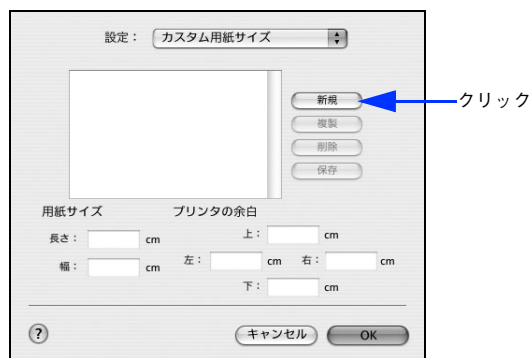 設定： カスタム用紙サイズ
新規
クリック
複製
削除
保存
用紙サイズ プリンタの余白
長さ： cm 上： cm
幅： cm 左： cm 右： cm
下： cm
? キャンセル OK